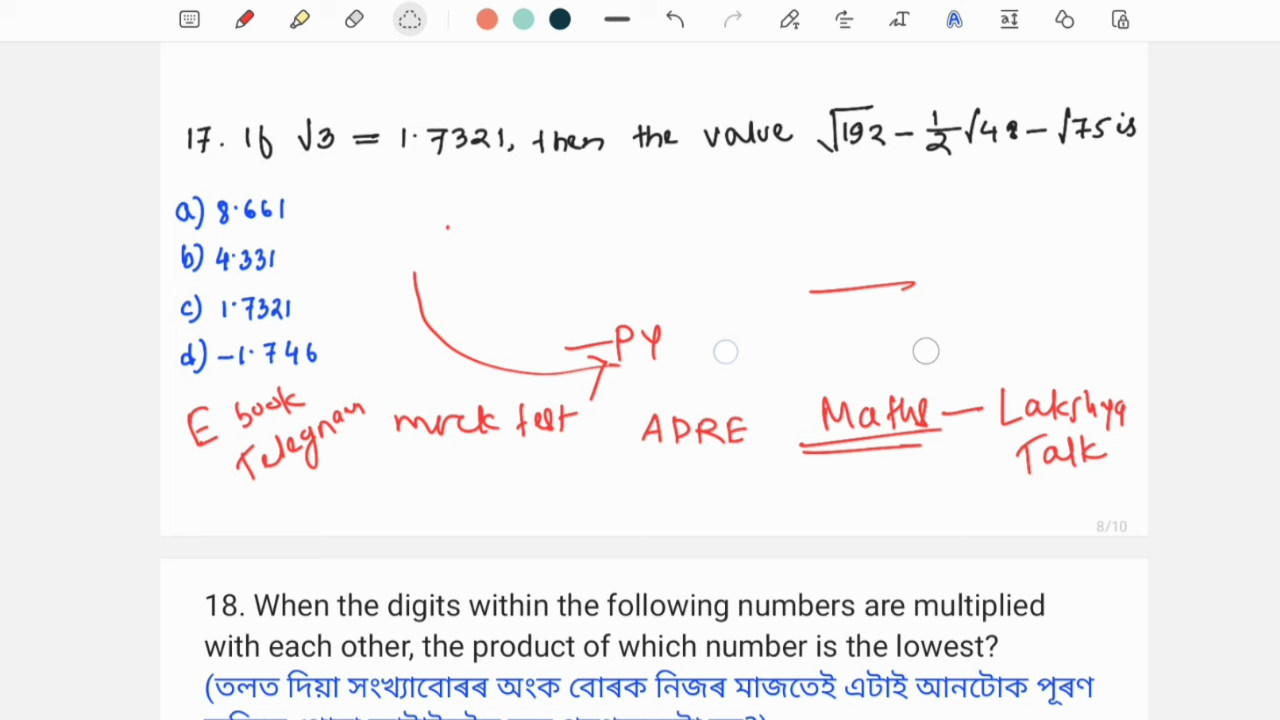 17. If √3 = 1.7321, then the value √192 - 1/2 √48 - √75 is
a) 8.661
b) 4.331
c) 1.7321
d) -1.746
— PY
E book
Telegram
mock test
ADRE
Maths — Lakshya
Talk
8/10
18. When the digits within the following numbers are multiplied
with each other, the product of which number is the lowest?
(তলত দিয়া সংখ্যাবোৰৰ অংক বোৰক নিজৰ মাজতেই এটাই আনটোক পূৰণ